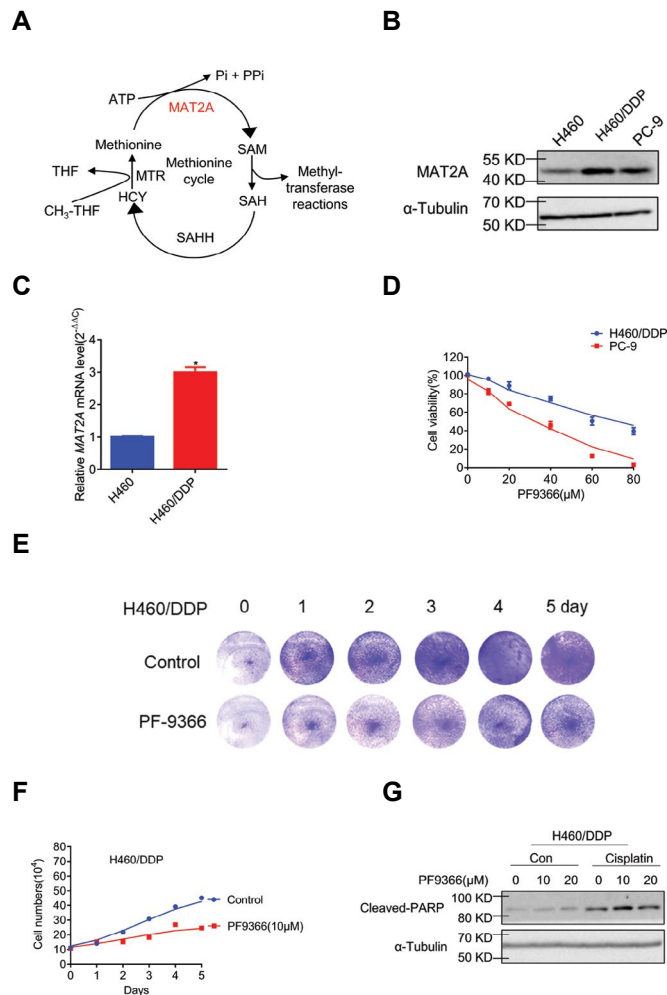 A
Pi + PPi
ATP
MAT2A
Methionine
SAM
THF
MTR
Methionine
cycle
Methyl-
transferase
reactions
CH3-THF
HCY
SAH
SAHH
B
H460
H460/DDP
PC-9
MAT2A
55 KD
40 KD
α-Tubulin
70 KD
50 KD
C
Relative MAT2A mRNA level(2-ΔΔC)
4
3
2
1
0
*
H460
H460/DDP
D
H460/DDP
PC-9
Cell viability(%)
120
100
80
60
40
20
0
0 20 40 60 80
PF9366(µM)
E
H460/DDP 0 1 2 3 4 5 day
Control
PF-9366
F
H460/DDP
Cell numbers(10^4)
80
70
60
50
40
30
20
10
0
0 1 2 3 4 5
Days
Control
PF9366(10µM)
G
H460/DDP
Con Cisplatin
PF9366(µM) 0 10 20 0 10 20
Cleaved-PARP
100 KD
80 KD
α-Tubulin
70 KD
50 KD